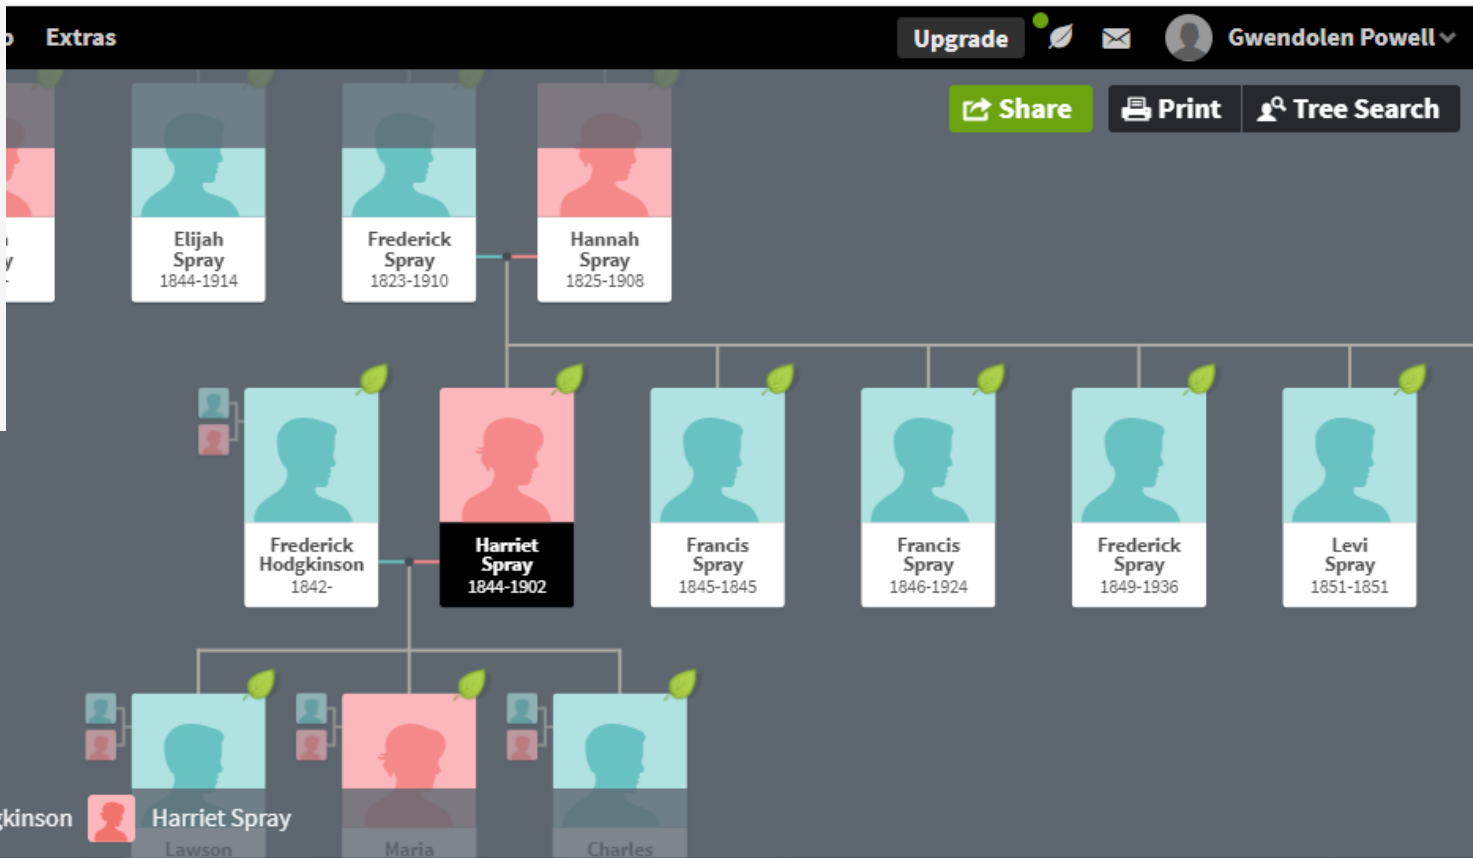 Extras
Upgrade
Gwendolen Powell
Share
Print
Tree Search
Elijah
Spray
1844-1914
Frederick
Spray
1823-1910
Hannah
Spray
1825-1908
Frederick
Hodgkinson
1842-
Harriet
Spray
1844-1902
Francis
Spray
1845-1845
Francis
Spray
1846-1924
Frederick
Spray
1849-1936
Levi
Spray
1851-1851
Harriet Spray
Lawson
Maria
Charles